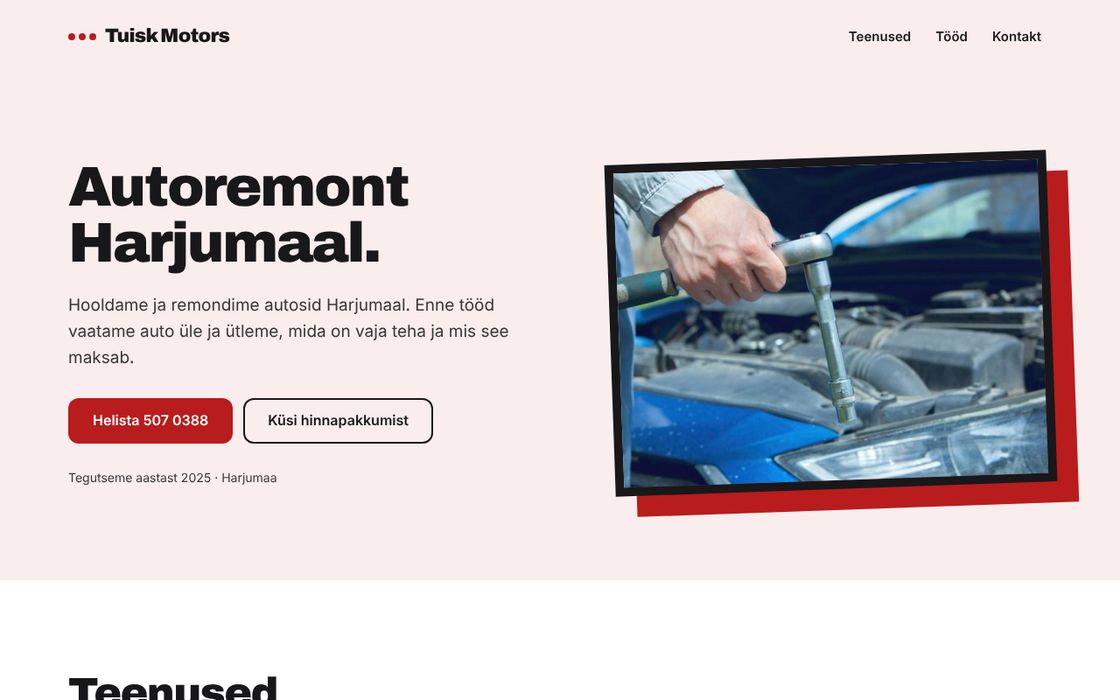 Tuisk Motors
Teenused
Tööd
Kontakt
Autoremont
Harjumaal.
Hooldame ja remondime autosid Harjumaal. Enne tööd
vaatame auto üle ja ütleme, mida on vaja teha ja mis see
maksab.
Helista 507 0388
Küsi hinnapakkumist
Tegutseme aastast 2025 · Harjumaa
Teenused